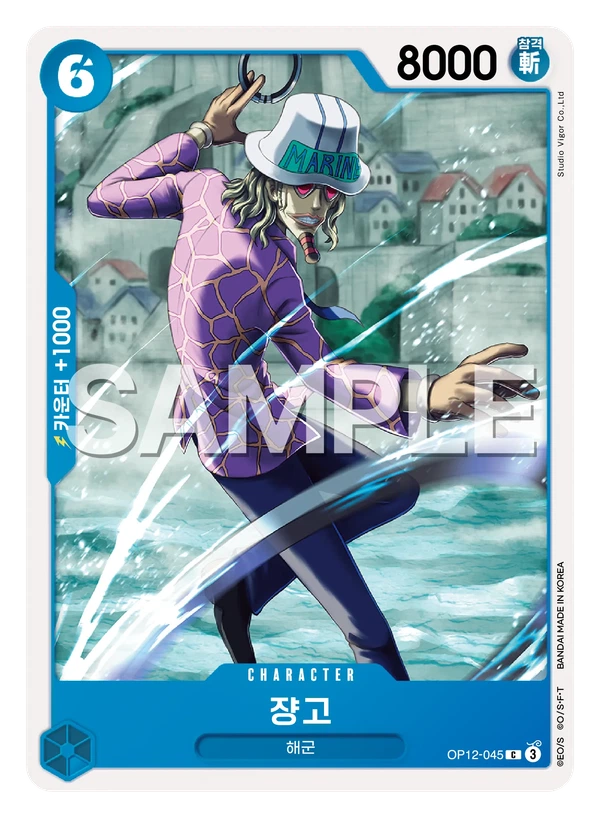 6
8000
참격
斬
Studio Vigor Co.,Ltd
MARINE
⚡카운터 +1000
SAMPLE
BANDAI MADE IN KOREA
©EO/S ©O/S·F·T
CHARACTER
쟝고
해군
OP12-045 C 3